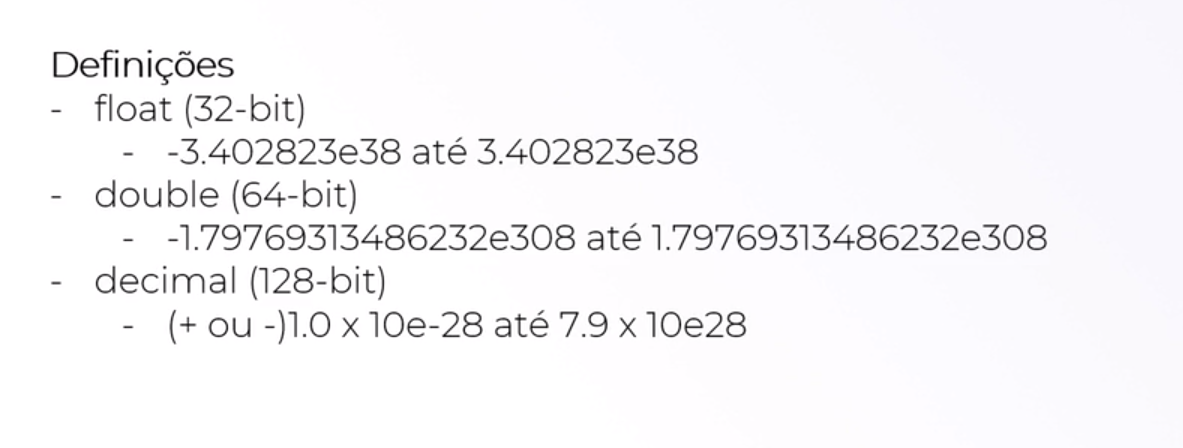 Definições
- float (32-bit)
- -3.402823e38 até 3.402823e38
- double (64-bit)
- -1.79769313486232e308 até 1.79769313486232e308
- decimal (128-bit)
- (+ ou -)1.0 x 10e-28 até 7.9 x 10e28